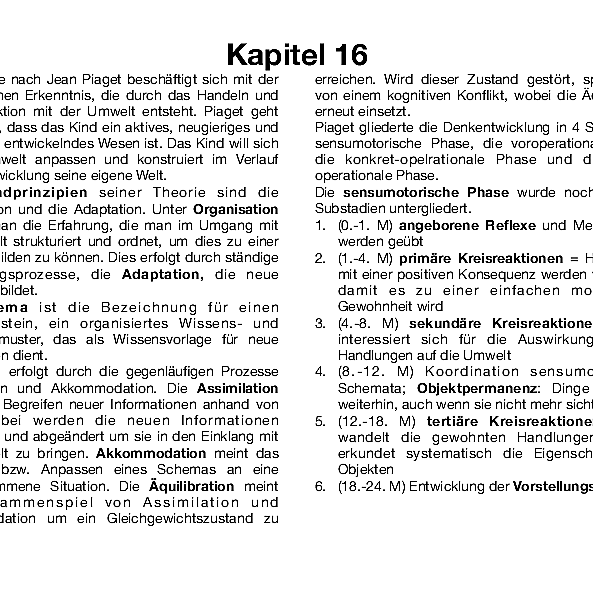 Kapitel 16
e nach Jean Piaget beschäftigt sich mit der
hen Erkenntnis, die durch das Handeln und
ktion mit der Umwelt entsteht. Piaget geht
, dass das Kind ein aktives, neugieriges und
entwickelndes Wesen ist. Das Kind will sich
welt anpassen und konstruiert im Verlauf
wicklung seine eigene Welt.
ndprinzipien seiner Theorie sind die
on und die Adaptation. Unter Organisation
an die Erfahrung, die man im Umgang mit
lt strukturiert und ordnet, um dies zu einer
ilden zu können. Dies erfolgt durch ständige
gsprozesse, die Adaptation, die neue
bildet.
ema ist die Bezeichnung für einen
stein, ein organisiertes Wissens- und
muster, das als Wissensvorlage für neue
n dient.
erfolgt durch die gegenläufigen Prozesse
n und Akkommodation. Die Assimilation
Begreifen neuer Informationen anhand von
bei werden die neuen Informationen
und abgeändert um sie in den Einklang mit
lt zu bringen. Akkommodation meint das
bzw. Anpassen eines Schemas an eine
mmene Situation. Die Äquilibration meint
ammenspiel von Assimilation und
dation um ein Gleichgewichtszustand zu
erreichen. Wird dieser Zustand gestört, sp
von einem kognitiven Konflikt, wobei die Ä
erneut einsetzt.
Piaget gliederte die Denkentwicklung in 4 S
sensumotorische Phase, die voroperationa
die konkret-opelrationale Phase und d
operationale Phase.
Die sensumotorische Phase wurde noch
Substadien untergliedert.
1. (0.-1. M) angeborene Reflexe und Me
werden geübt
2. (1.-4. M) primäre Kreisreaktionen = H
mit einer positiven Konsequenz werden
damit es zu einer einfachen mo
Gewohnheit wird
3. (4.-8. M) sekundäre Kreisreaktione
interessiert sich für die Auswirkung
Handlungen auf die Umwelt
4. (8.-12. M) Koordination sensumo
Schemata; Objektpermanenz: Dinge
weiterhin, auch wenn sie nicht mehr sicht
5. (12.-18. M) tertiäre Kreisreaktione
wandelt die gewohnten Handlungen
erkundet systematisch die Eigensch
Objekten
6. (18.-24. M) Entwicklung der Vorstellungs